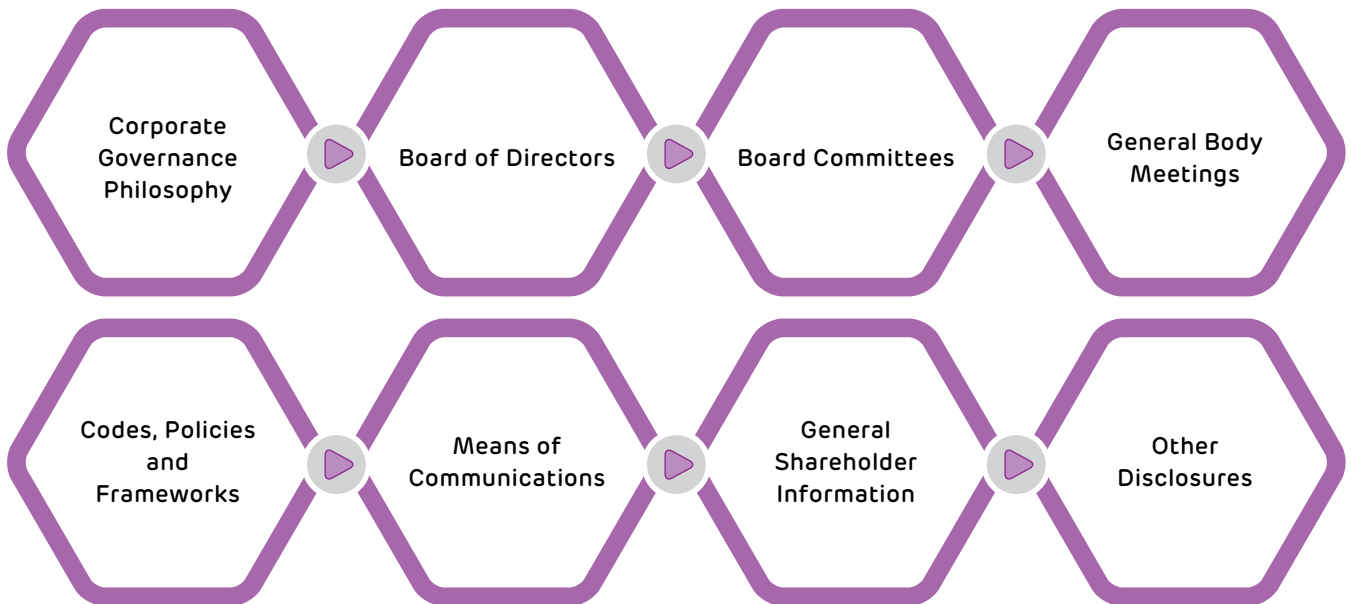 Corporate
Governance
Philosophy
Board of Directors
Board Committees
General Body
Meetings
Codes, Policies
and
Frameworks
Means of
Communications
General
Shareholder
Information
Other
Disclosures